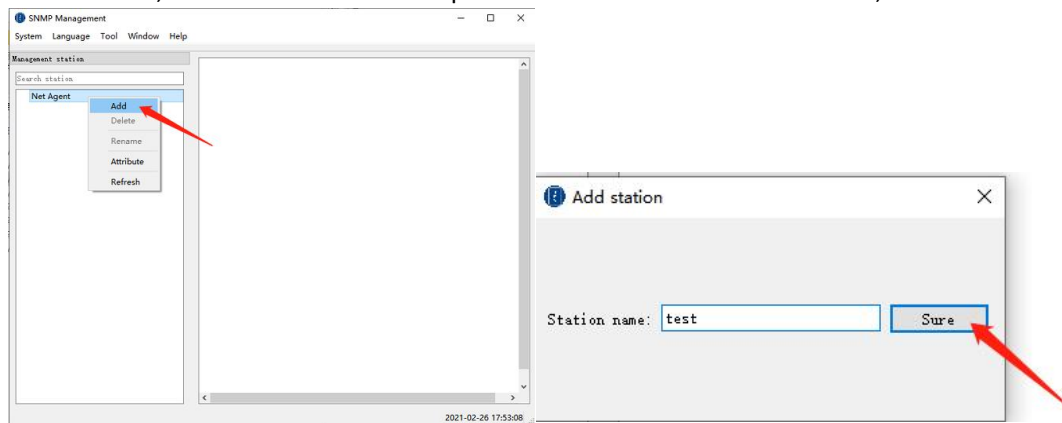 SNMP Management
System Language Tool Window Help
Management station
Search station
Net Agent
Add
Delete
Rename
Attribute
Refresh
2021-02-26 17:53:08
Add station
Station name: test Sure